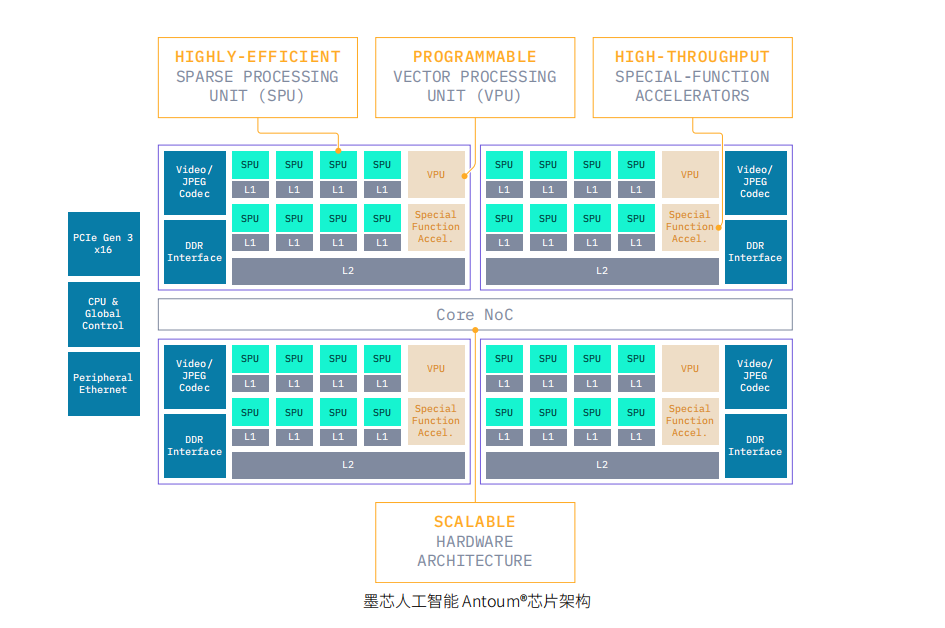 HIGHLY-EFFICIENT
SPARSE PROCESSING
UNIT (SPU)
PROGRAMMABLE
VECTOR PROCESSING
UNIT (VPU)
HIGH-THROUGHPUT
SPECIAL-FUNCTION
ACCELERATORS
PCIe Gen 3
x16
CPU &
Global
Control
Peripheral
Ethernet
Video/
JPEG
Codec
DDR
Interface
SPU SPU SPU SPU
L1 L1 L1 L1
SPU SPU SPU SPU
L1 L1 L1 L1
VPU
Special
Function
Accel.
L2
SPU SPU SPU SPU
L1 L1 L1 L1
SPU SPU SPU SPU
L1 L1 L1 L1
VPU
Special
Function
Accel.
L2
Video/
JPEG
Codec
DDR
Interface
Core NoC
Video/
JPEG
Codec
DDR
Interface
SPU SPU SPU SPU
L1 L1 L1 L1
SPU SPU SPU SPU
L1 L1 L1 L1
VPU
Special
Function
Accel.
L2
SPU SPU SPU SPU
L1 L1 L1 L1
SPU SPU SPU SPU
L1 L1 L1 L1
VPU
Special
Function
Accel.
L2
Video/
JPEG
Codec
DDR
Interface
SCALABLE
HARDWARE
ARCHITECTURE
墨芯人工智能 Antoum®芯片架构